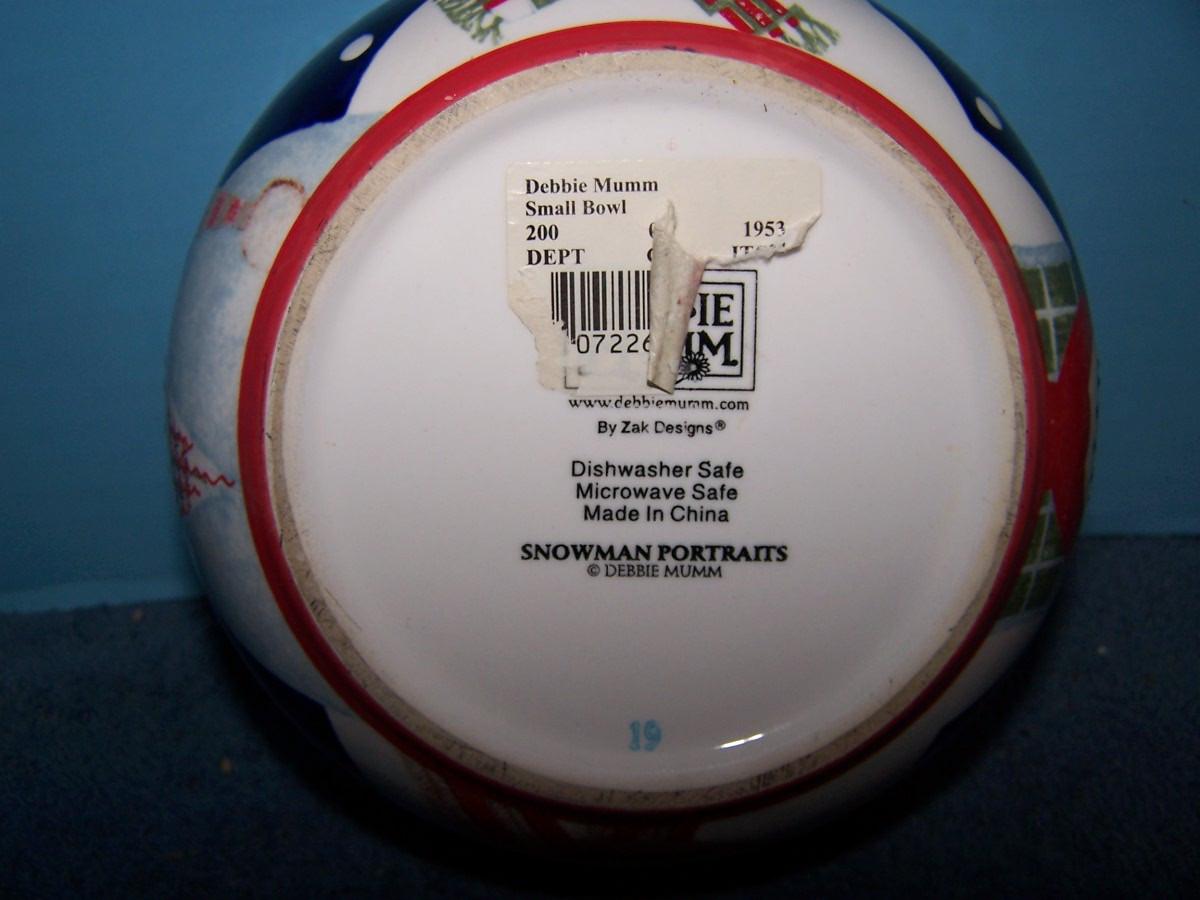 Debbie Mumm
Small Bowl
200 1953
DEPT
07226
www.debbiemumm.com
By Zak Designs®
Dishwasher Safe
Microwave Safe
Made In China
SNOWMAN PORTRAITS
© DEBBIE MUMM
19